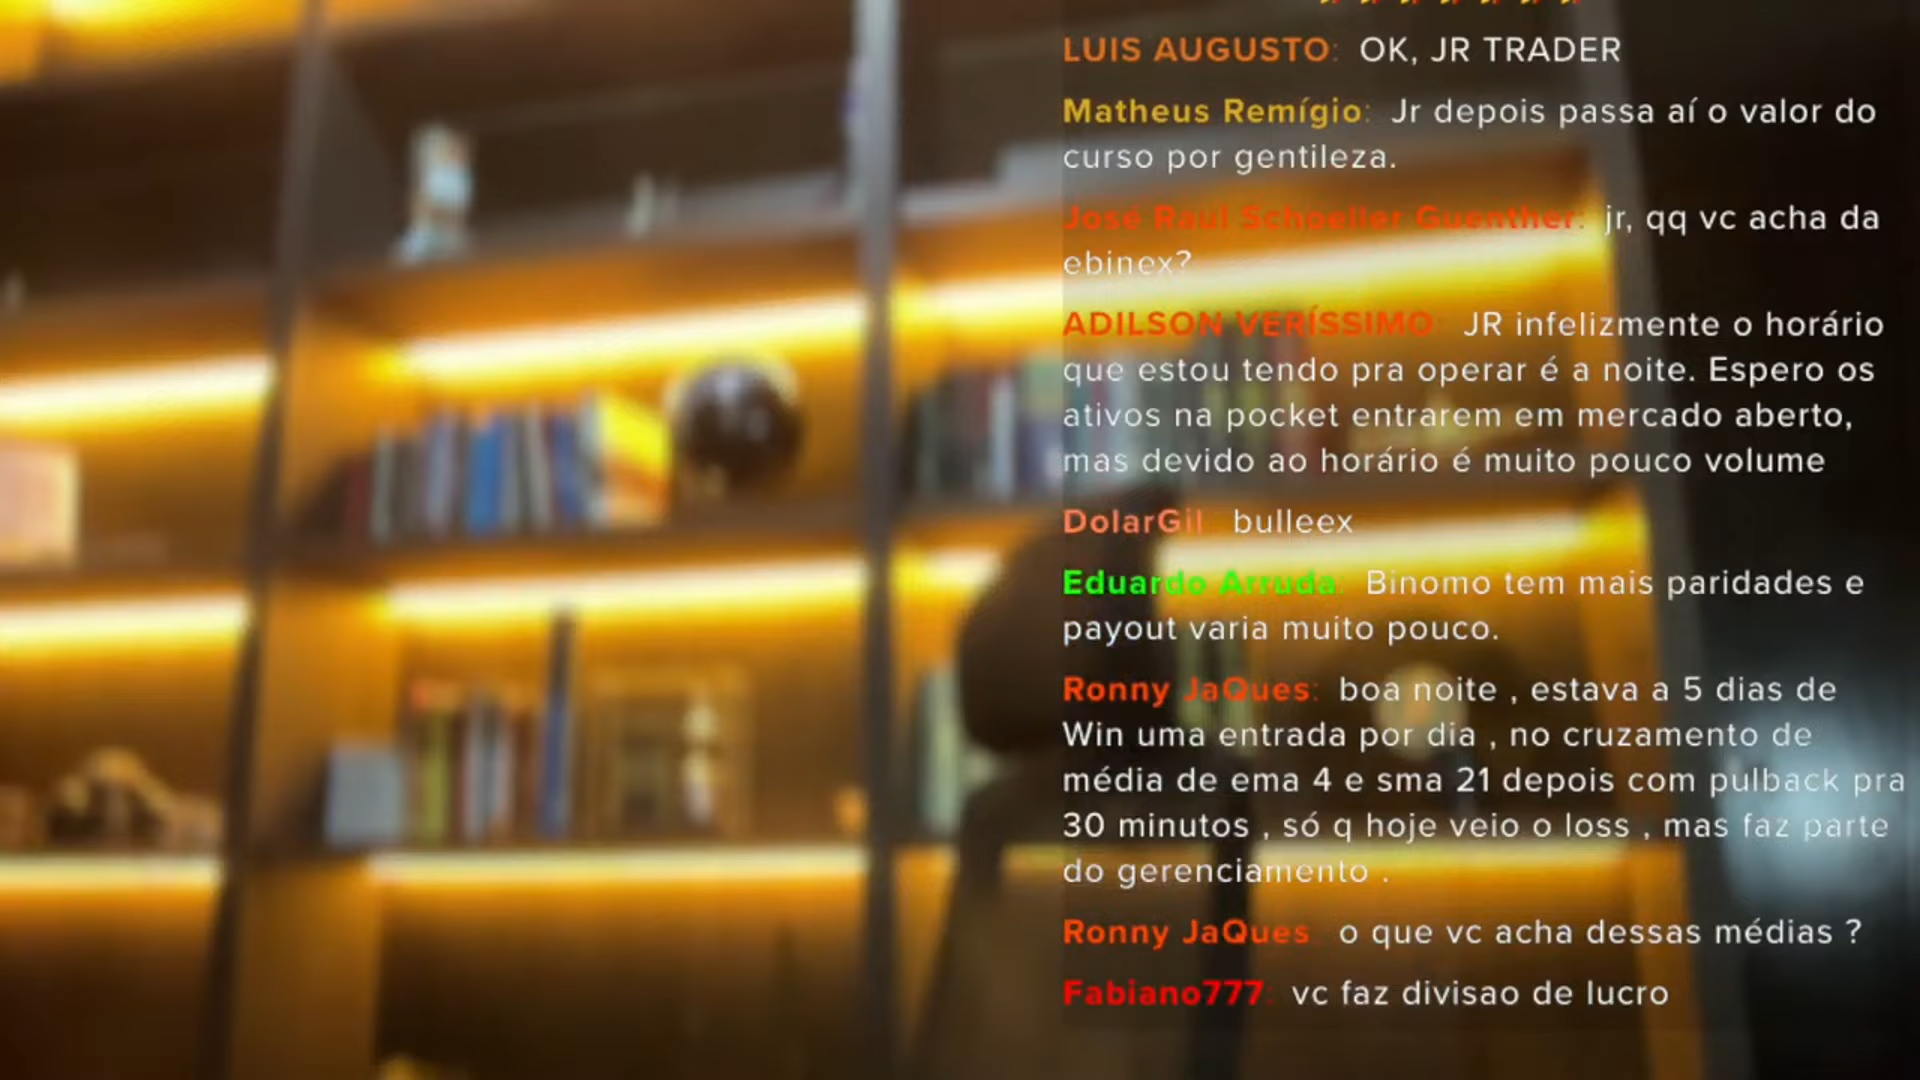 LUIS AUGUSTO: OK, JR TRADER
Matheus Remígio: Jr depois passa aí o valor do
curso por gentileza.
José Raul Schoeller Guenther: jr, qq vc acha da
ebinex?
ADILSON VERÍSSIMO: JR infelizmente o horário
que estou tendo pra operar é a noite. Espero os
ativos na pocket entrarem em mercado aberto,
mas devido ao horário é muito pouco volume
DolarGil: bulleex
Eduardo Arruda: Binomo tem mais paridades e
payout varia muito pouco.
Ronny JaQues: boa noite , estava a 5 dias de
Win uma entrada por dia , no cruzamento de
média de ema 4 e sma 21 depois com pulback pra
30 minutos , só q hoje veio o loss , mas faz parte
do gerenciamento .
Ronny JaQues: o que vc acha dessas médias ?
Fabiano777: vc faz divisao de lucro